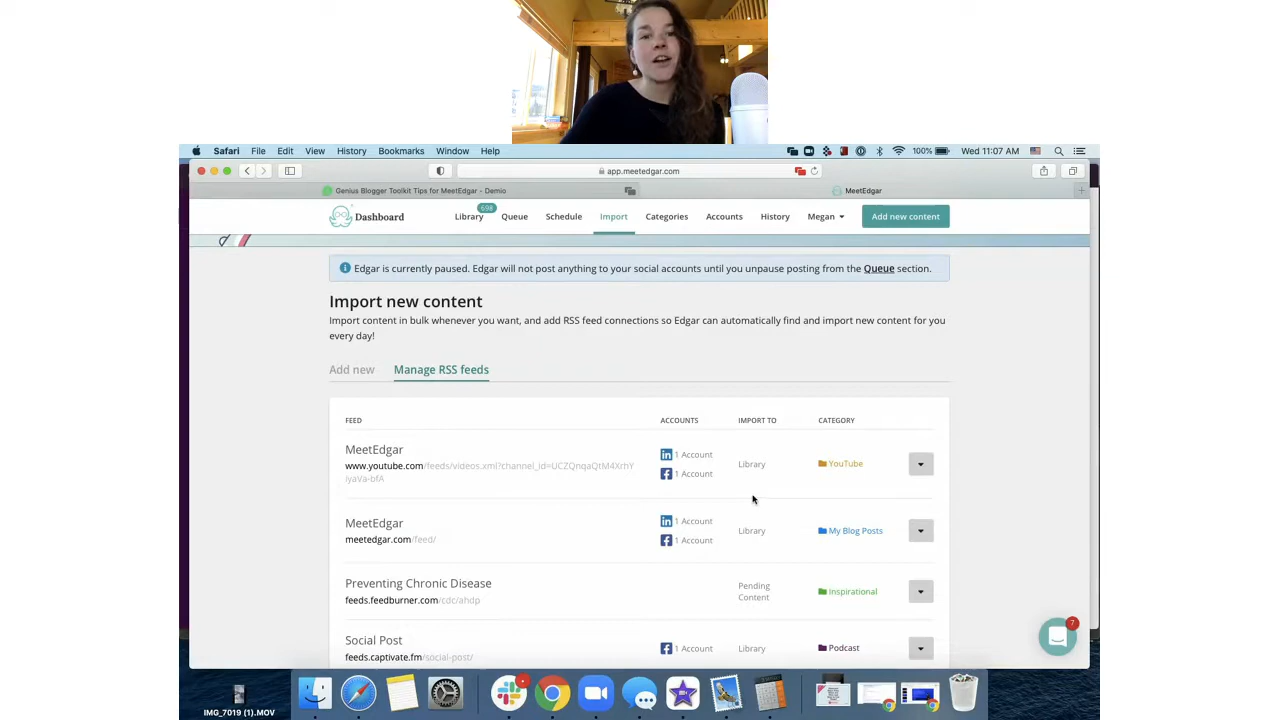 Safari File Edit View History Bookmarks Window Help 100% Wed 11:07 AM
app.meetedgar.com
Genius Blogger Toolkit Tips for MeetEdgar - Demio MeetEdgar
698
Dashboard Library Queue Schedule Import Categories Accounts History Megan Add new content
Edgar is currently paused. Edgar will not post anything to your social accounts until you unpause posting from the Queue section.
Import new content
Import content in bulk whenever you want, and add RSS feed connections so Edgar can automatically find and import new content for you
every day!
Add new Manage RSS feeds
FEED ACCOUNTS IMPORT TO CATEGORY
MeetEdgar
www.youtube.com/feeds/videos.xml?channel_id=UCZQnqaQtM4XrhY
iyaVa-bfA
1 Account
1 Account
Library
YouTube
MeetEdgar
meetedgar.com/feed/
1 Account
1 Account
Library
My Blog Posts
Preventing Chronic Disease
feeds.feedburner.com/cdc/ahdp
Pending
Content
Inspirational
Social Post
feeds.captivate.fm/social-post/
1 Account
Library
Podcast
7
IMG_7019 (1).MOV